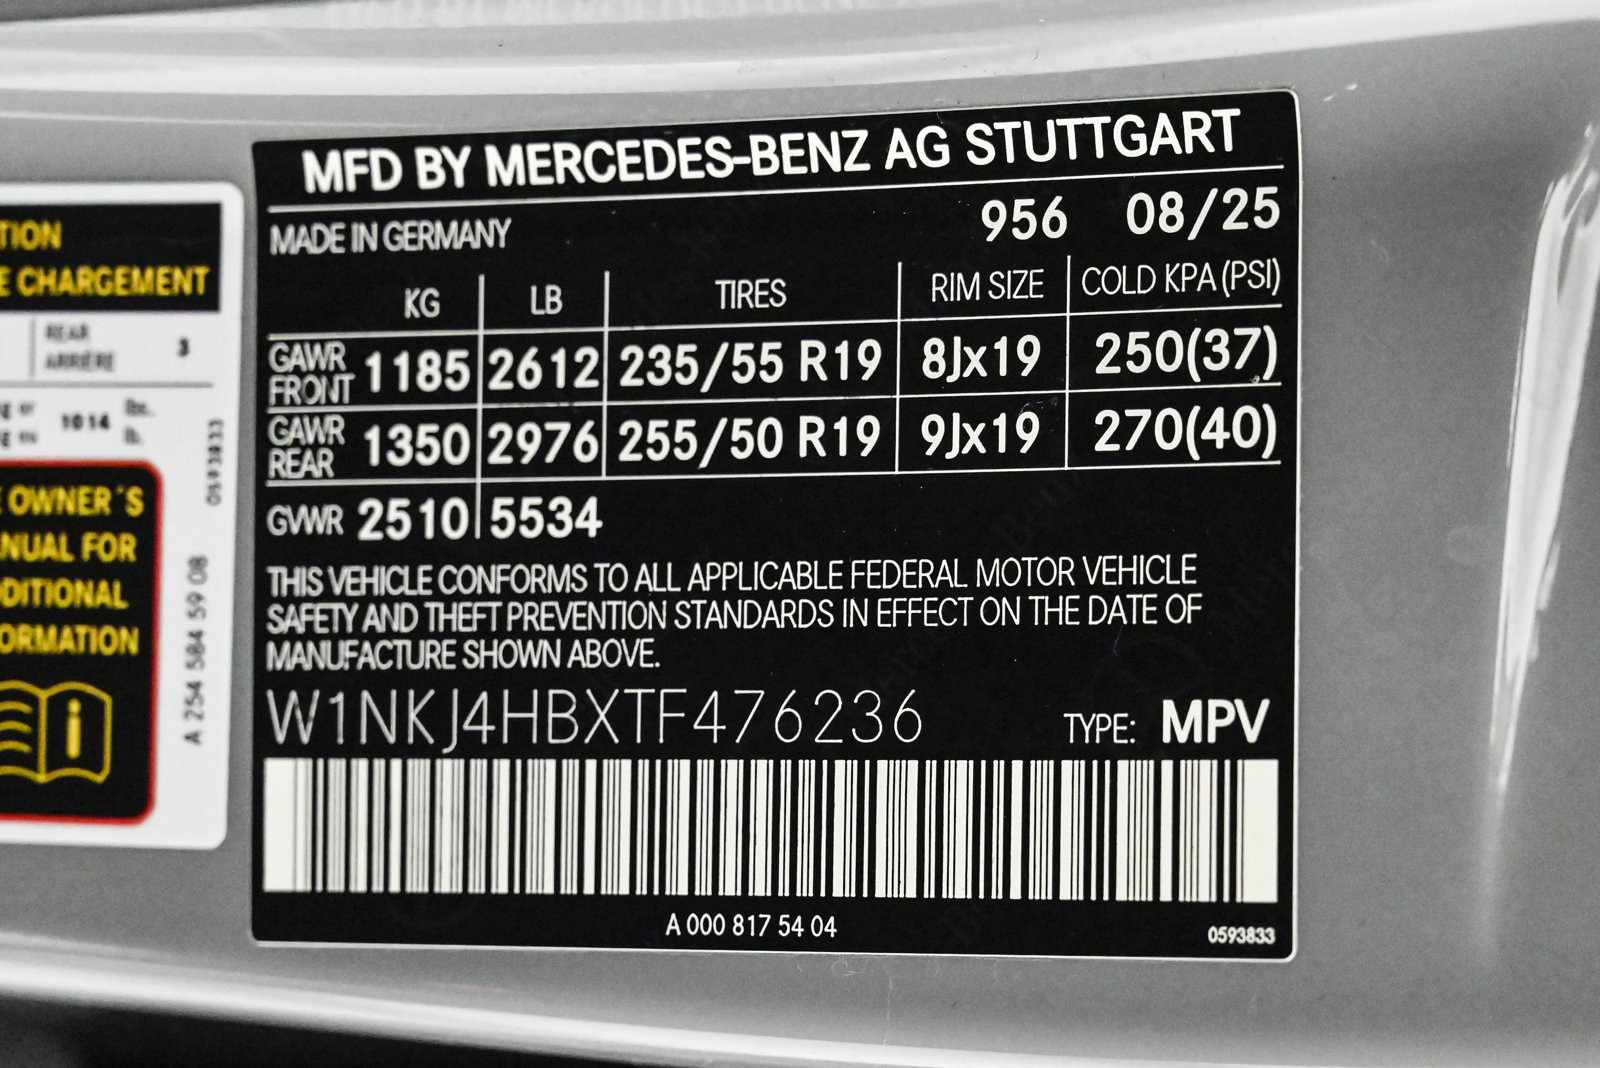 TION
E CHARGEMENT
REAR
ARRIÈRE 3
1014 lbs.
lb.
0593833
E OWNER´S
NUAL FOR
DDITIONAL
ORMATION
i
A 254 584 59 08
MFD BY MERCEDES-BENZ AG STUTTGART
MADE IN GERMANY 956 08/25
KG LB TIRES RIM SIZE COLD KPA (PSI)
GAWR FRONT 1185 2612 235/55 R19 8Jx19 250(37)
GAWR REAR 1350 2976 255/50 R19 9Jx19 270(40)
GVWR 2510 5534
THIS VEHICLE CONFORMS TO ALL APPLICABLE FEDERAL MOTOR VEHICLE
SAFETY AND THEFT PREVENTION STANDARDS IN EFFECT ON THE DATE OF
MANUFACTURE SHOWN ABOVE.
W1NKJ4HBXTF476236 TYPE: MPV
A 000 817 54 04
0593833